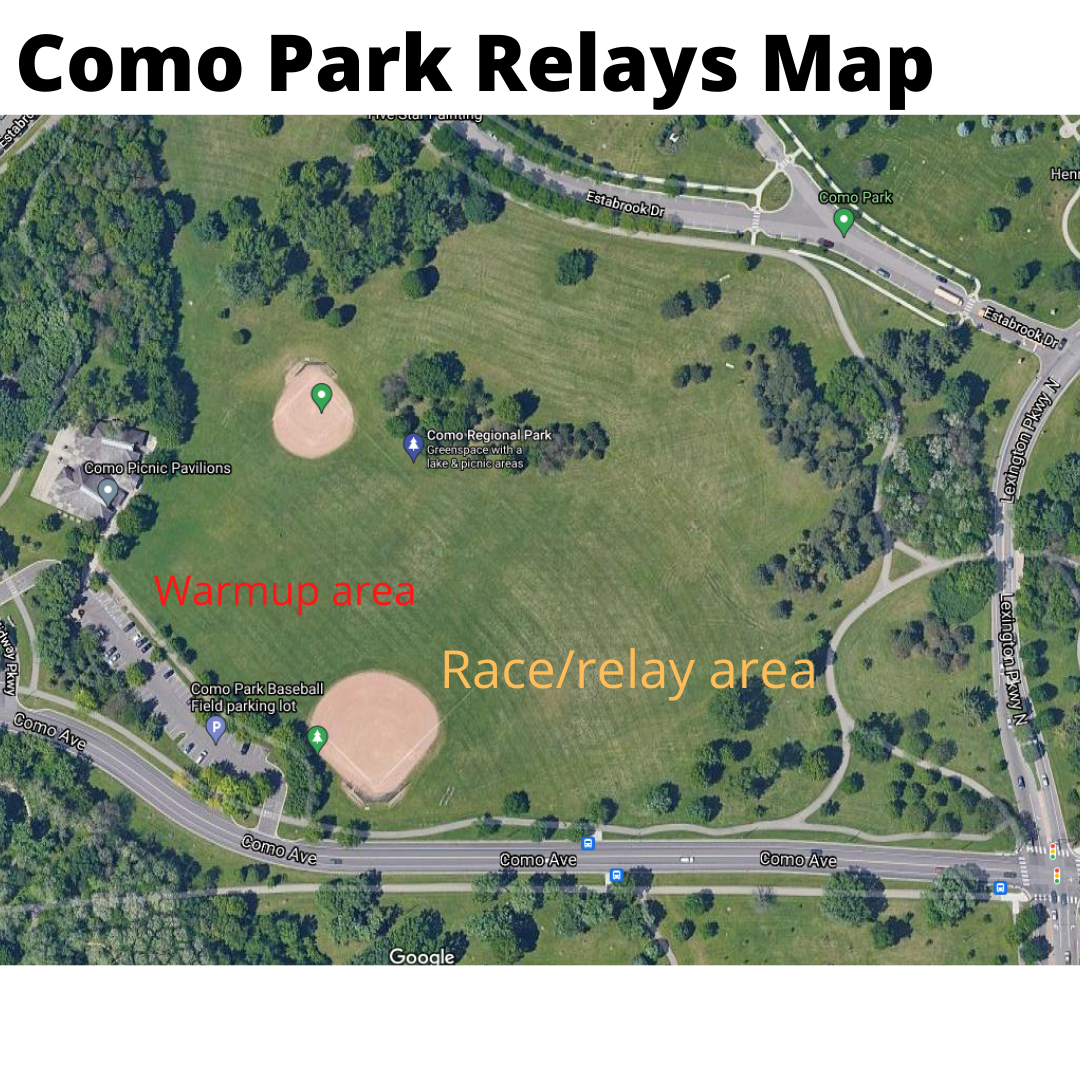 Como Park Relays Map
Five Star Painting
Estabrook Dr
Como Park
Estabrook Dr
Lexington Pkwy N
Como Regional Park
Greenspace with a
lake & picnic areas
Como Picnic Pavilions
Warmup area
Lexington Pkwy N
Race/relay area
Como Park Baseball
Field parking lot
P
Como Ave
Como Ave
Como Ave
Como Ave
Google